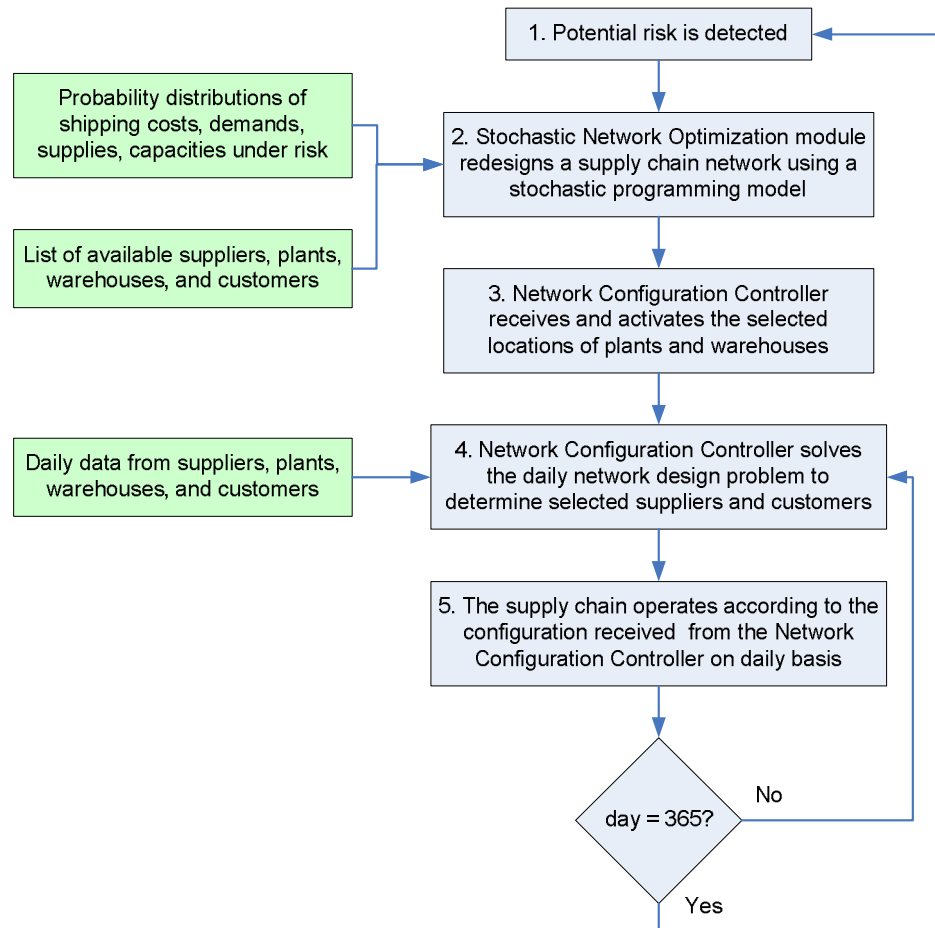 1. Potential risk is detected
Probability distributions of
shipping costs, demands,
supplies, capacities under risk
2. Stochastic Network Optimization module
redesigns a supply chain network using a
stochastic programming model
List of available suppliers, plants,
warehouses, and customers
3. Network Configuration Controller
receives and activates the selected
locations of plants and warehouses
Daily data from suppliers, plants,
warehouses, and customers
4. Network Configuration Controller solves
the daily network design problem to
determine selected suppliers and customers
5. The supply chain operates according to the
configuration received from the Network
Configuration Controller on daily basis
day = 365?
No
Yes